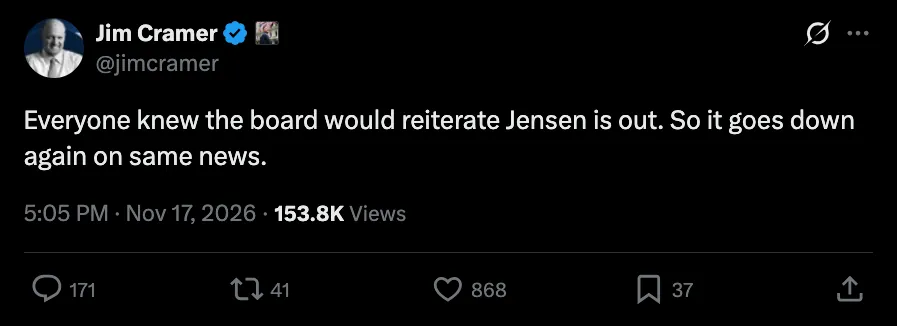 Jim Cramer
@jimcramer
Everyone knew the board would reiterate Jensen is out. So it goes down
again on same news.
5:05 PM · Nov 17, 2026 · 153.8K Views
171 41 868 37